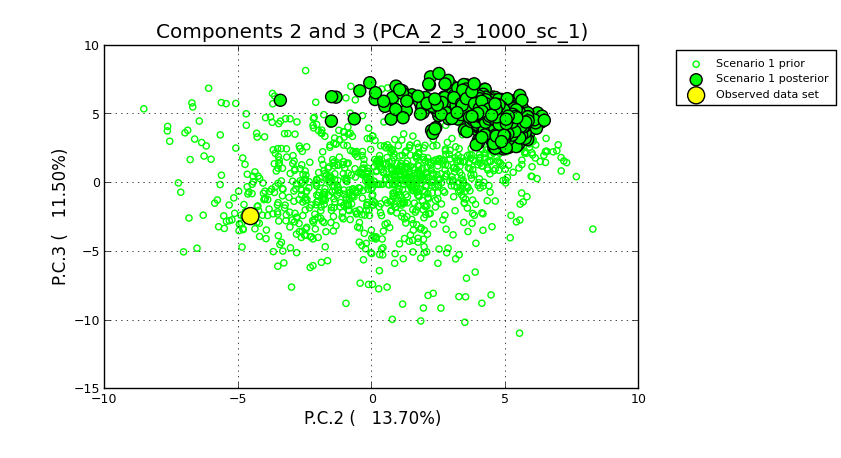 Components 2 and 3 (PCA_2_3_1000_sc_1)
10
5
0
−5
−10
−15
−10
−5
0
5
10
P.C.3 (   11.50%)
P.C.2 (   13.70%)
Scenario 1 prior
Scenario 1 posterior
Observed data set